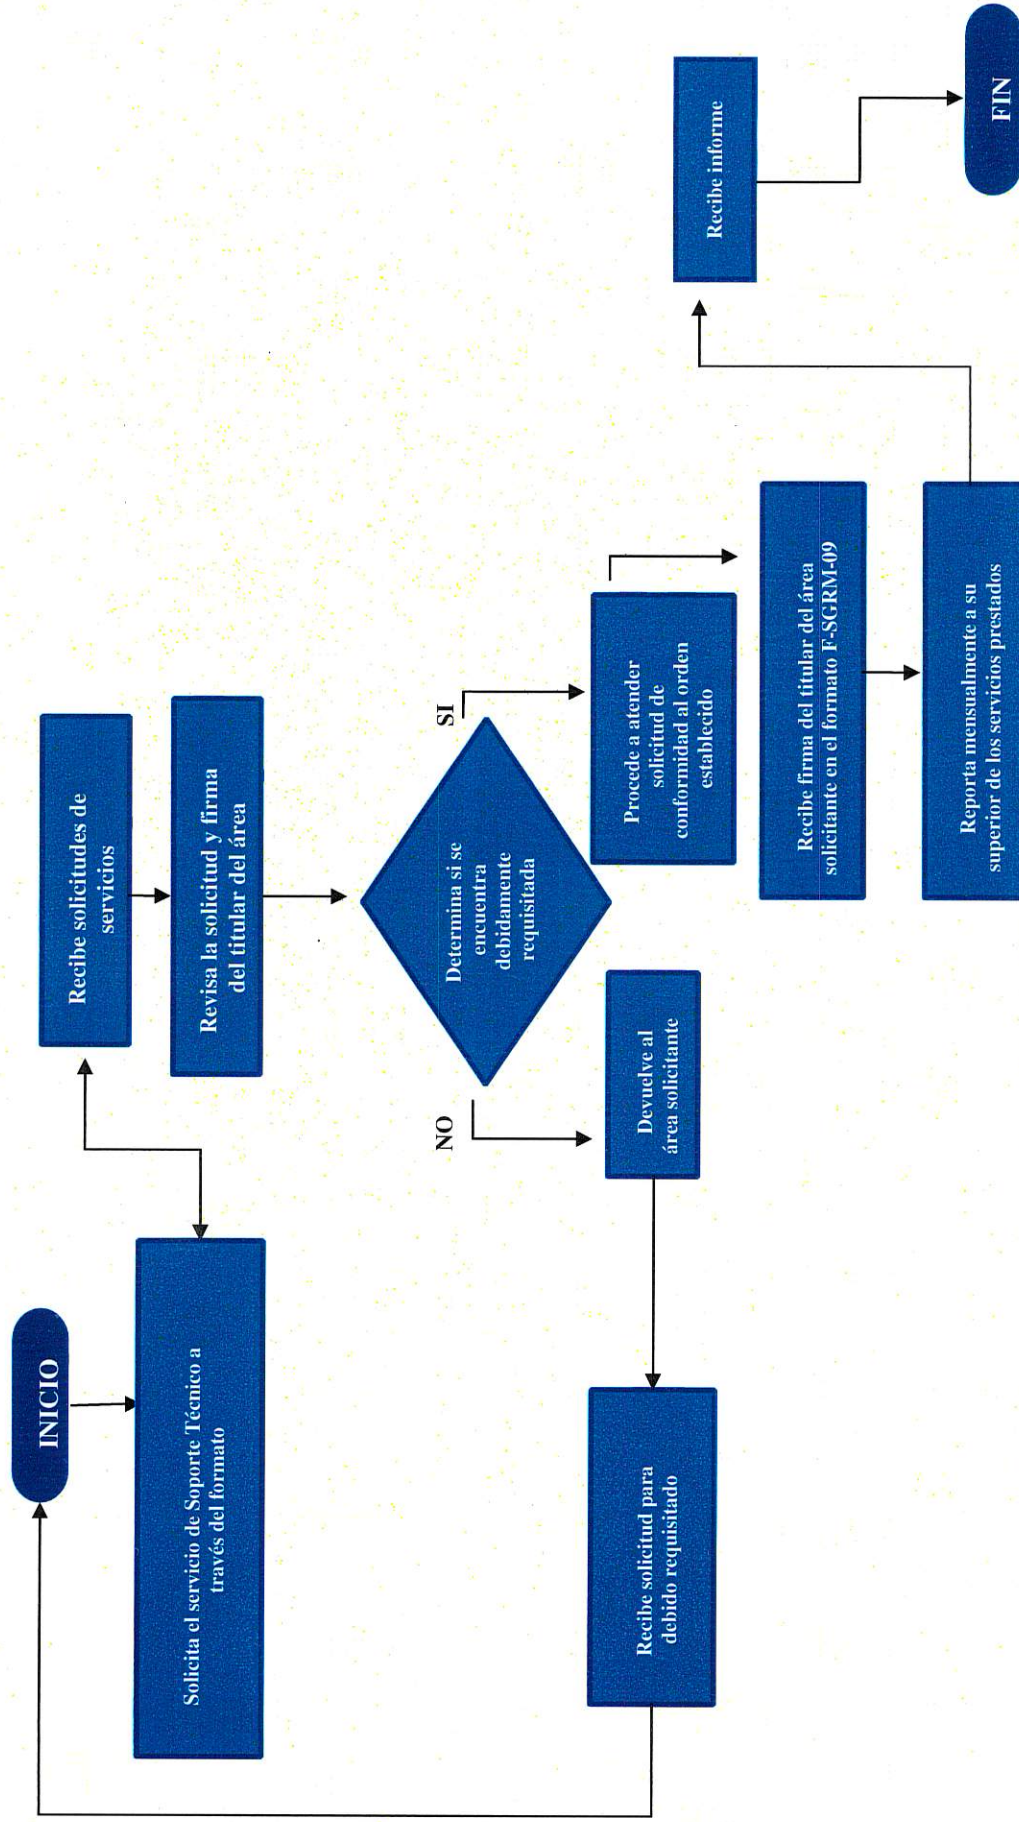 INICIO
Solicita el servicio de Soporte Técnico a
través del formato
Recibe solicitudes de
servicios
Revisa la solicitud y firma
del titular del área
Determina si se
encuentra
debidamente
requisitada
NO
SI
Devuelve al
área solicitante
Recibe solicitud para
debido requisitado
Procede a atender
solicitud de
conformidad al orden
establecido
Recibe firma del titular del área
solicitante en el formato F-SGRM-09
Reporta mensualmente a su
superior de los servicios prestados
Recibe informe
FIN